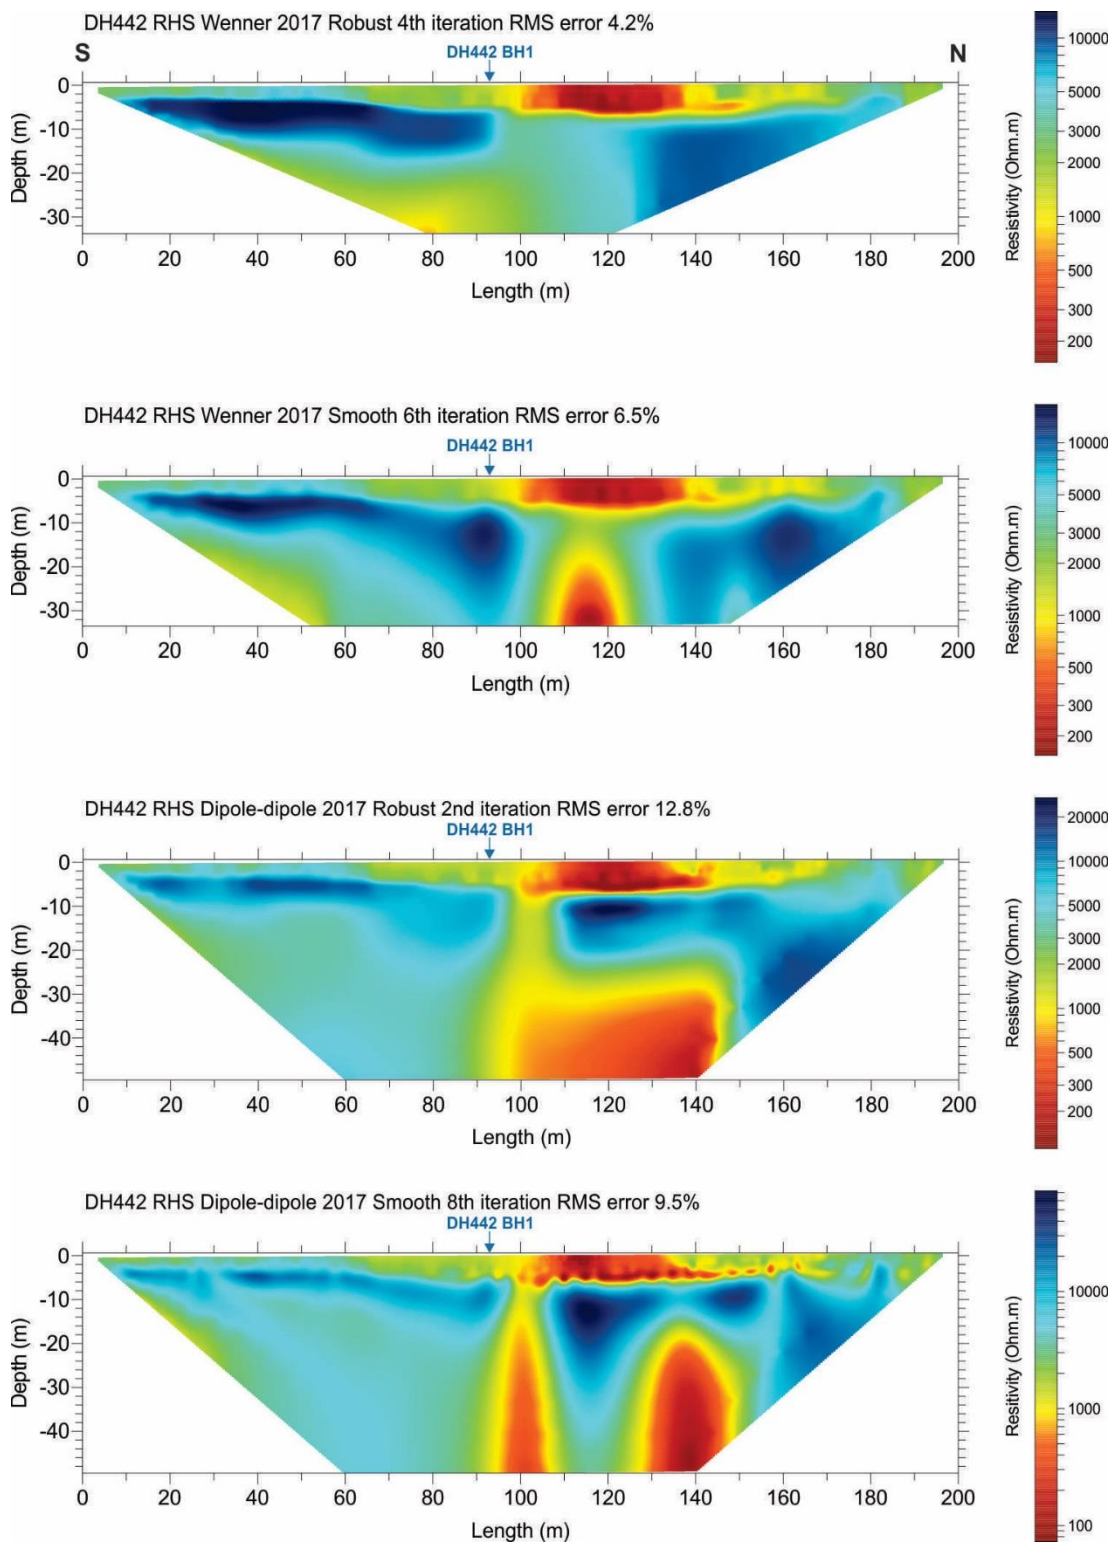 DH442 RHS Wenner 2017 Robust 4th iteration RMS error 4.2%
S
DH442 BH1
N
0
-10
-20
-30
Depth (m)
0 20 40 60 80 100 120 140 160 180 200
Length (m)
10000
5000
3000
2000
1000
500
300
200
Resistivity (Ohm.m)
DH442 RHS Wenner 2017 Smooth 6th iteration RMS error 6.5%
DH442 BH1
0
-10
-20
-30
Depth (m)
0 20 40 60 80 100 120 140 160 180 200
Length (m)
10000
5000
3000
2000
1000
500
300
200
Resistivity (Ohm.m)
DH442 RHS Dipole-dipole 2017 Robust 2nd iteration RMS error 12.8%
DH442 BH1
0
-10
-20
-30
-40
Depth (m)
0 20 40 60 80 100 120 140 160 180 200
Length (m)
20000
10000
5000
3000
2000
1000
500
300
200
Resistivity (Ohm.m)
DH442 RHS Dipole-dipole 2017 Smooth 8th iteration RMS error 9.5%
DH442 BH1
0
-10
-20
-30
-40
Depth (m)
0 20 40 60 80 100 120 140 160 180 200
Length (m)
10000
1000
100
Resitivity (Ohm.m)